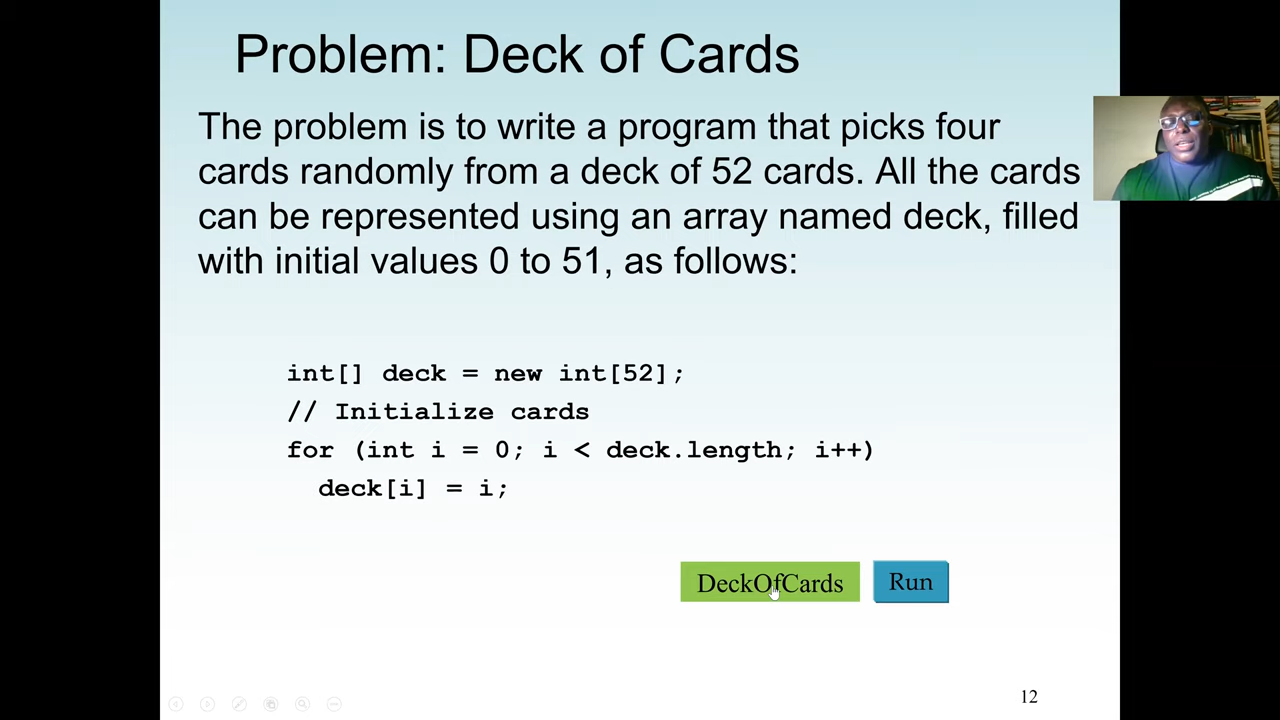 Problem: Deck of Cards
The problem is to write a program that picks four
cards randomly from a deck of 52 cards. All the cards
can be represented using an array named deck, filled
with initial values 0 to 51, as follows:
int[] deck = new int[52];
// Initialize cards
for (int i = 0; i < deck.length; i++)
deck[i] = i;
DeckOfCards
Run
12